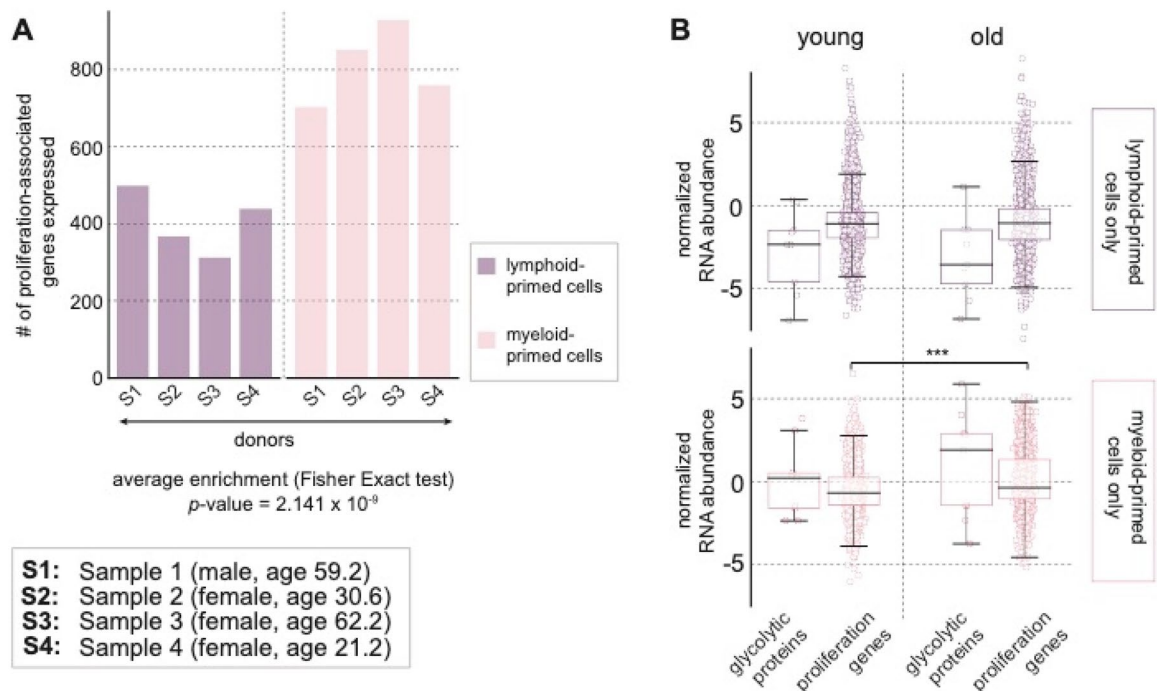 A
# of proliferation-associated
genes expressed
800
600
400
200
0
S1
S2
S3
S4
S1
S2
S3
S4
donors
average enrichment (Fisher Exact test)
p-value = 2.141 x 10⁻⁹
lymphoid-
primed cells
myeloid-
primed cells
S1: Sample 1 (male, age 59.2)
S2: Sample 2 (female, age 30.6)
S3: Sample 3 (female, age 62.2)
S4: Sample 4 (female, age 21.2)
B
young
old
normalized
RNA abundance
5
0
-5
lymphoid-primed
cells only
***
normalized
RNA abundance
5
0
-5
myeloid-primed
cells only
glycolytic
proteins
proliferation
genes
glycolytic
proteins
proliferation
genes